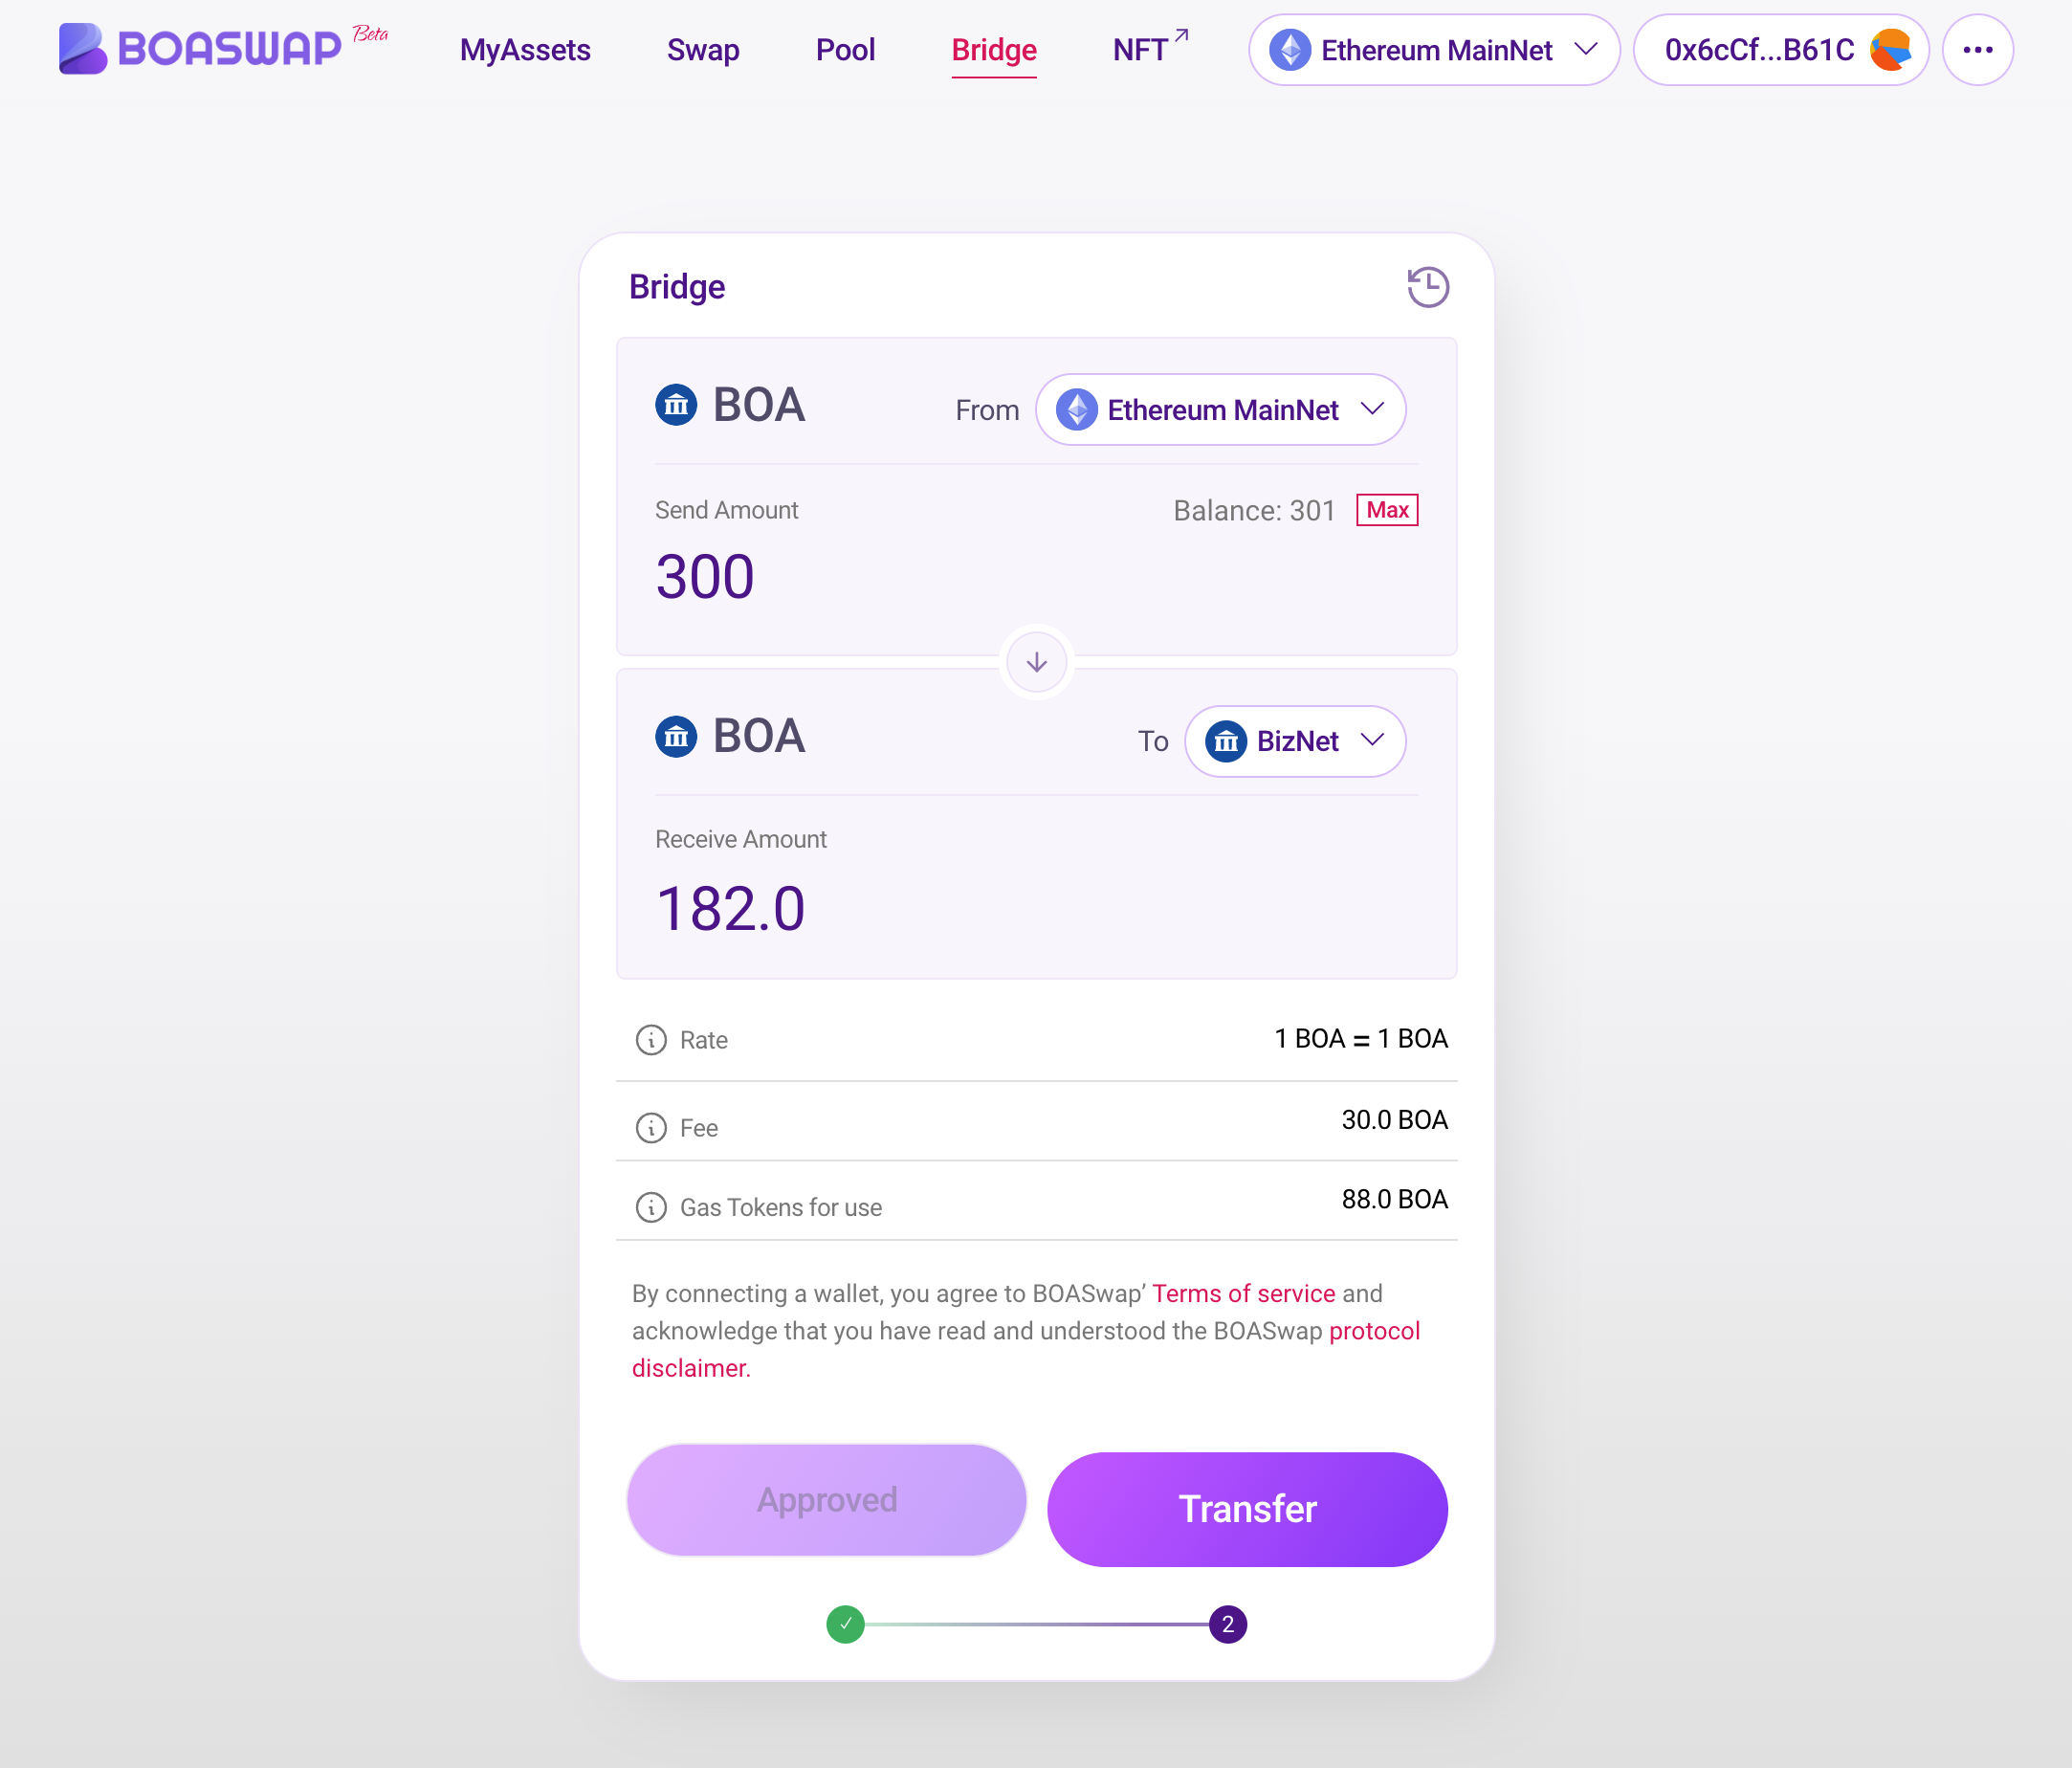 BOASWAP Beta
MyAssets Swap Pool Bridge NFT Ethereum MainNet 0x6cCf...B61C
Bridge
BOA From Ethereum MainNet
Send Amount Balance: 301 Max
300
BOA To BizNet
Receive Amount
182.0
Rate 1 BOA = 1 BOA
Fee 30.0 BOA
Gas Tokens for use 88.0 BOA
By connecting a wallet, you agree to BOASwap’ Terms of service and
acknowledge that you have read and understood the BOASwap protocol
disclaimer.
Approved Transfer
2